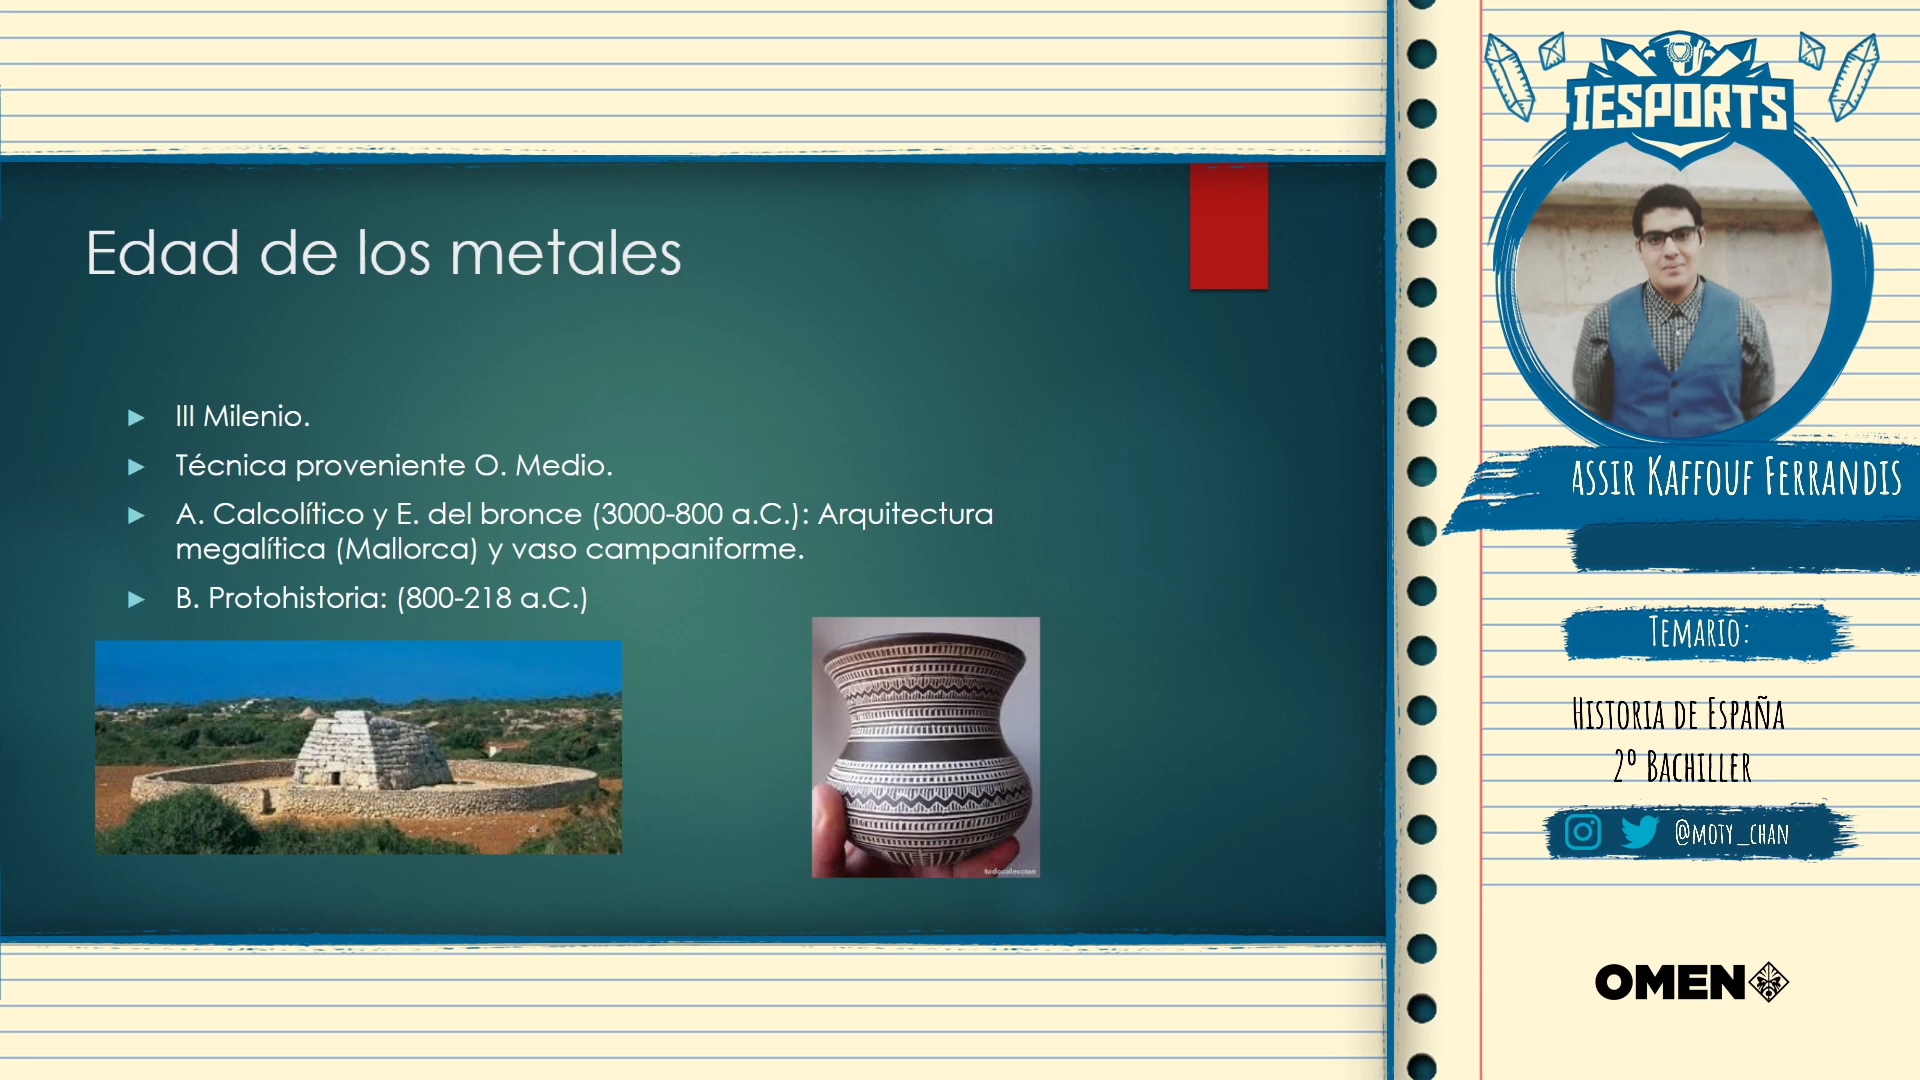 Edad de los metales
III Milenio.
Técnica proveniente O. Medio.
A. Calcolítico y E. del bronce (3000-800 a.C.): Arquitectura
megalítica (Mallorca) y vaso campaniforme.
B. Protohistoria: (800-218 a.C.)
todocoleccion
IESPORTS
ASSIR KAFFOUF FERRANDIS
TEMARIO:
HISTORIA DE ESPAÑA
2º BACHILLER
@MOTY_CHAN
OMEN